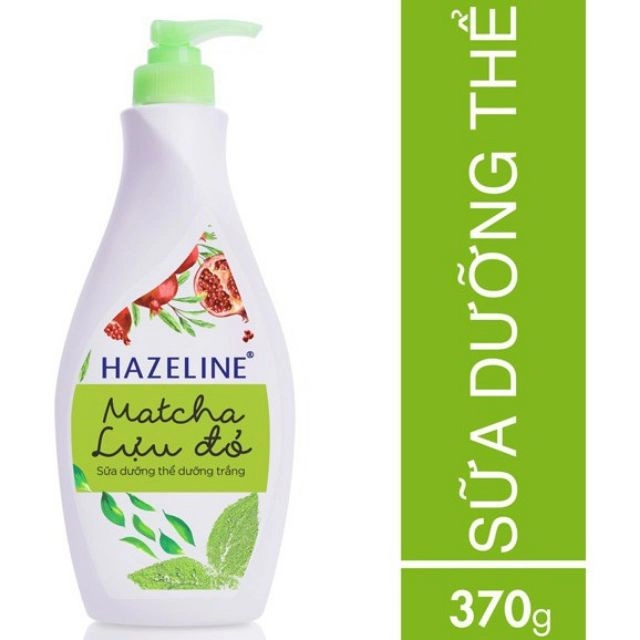 HAZELINE®
Matcha
Lựu đỏ
Sữa dưỡng thể dưỡng trắng
SỮA DƯỠNG THỂ
370g